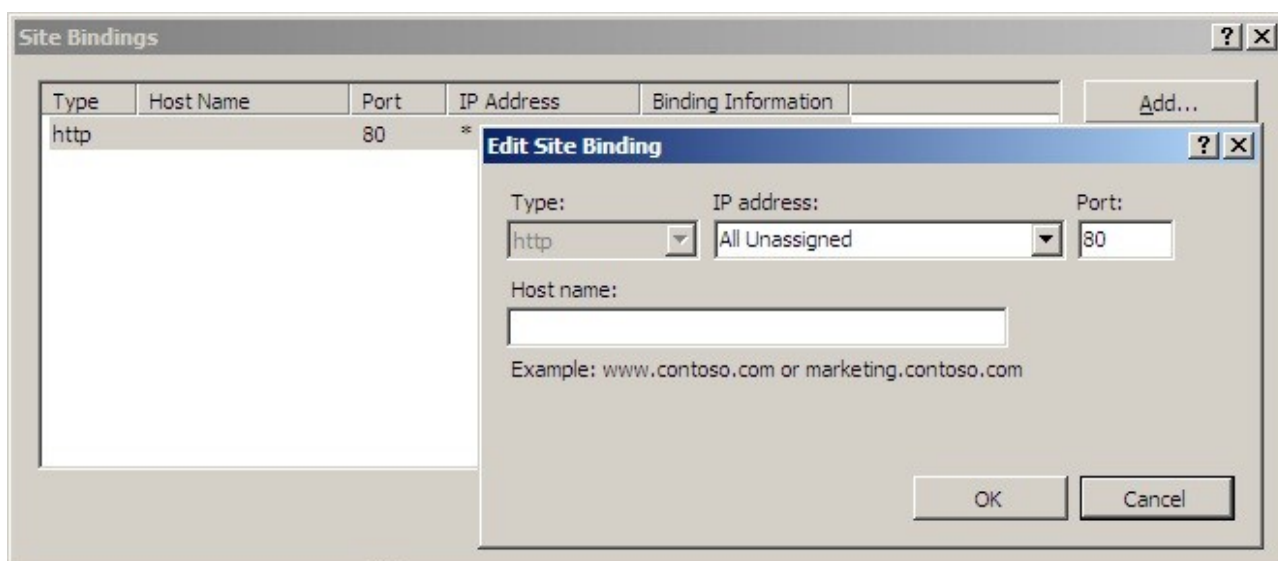 Site Bindings
Type Host Name Port IP Address Binding Information Add...
http 80 *
Edit Site Binding
Type: IP address: Port:
http All Unassigned 80
Host name:
Example: www.contoso.com or marketing.contoso.com
OK Cancel